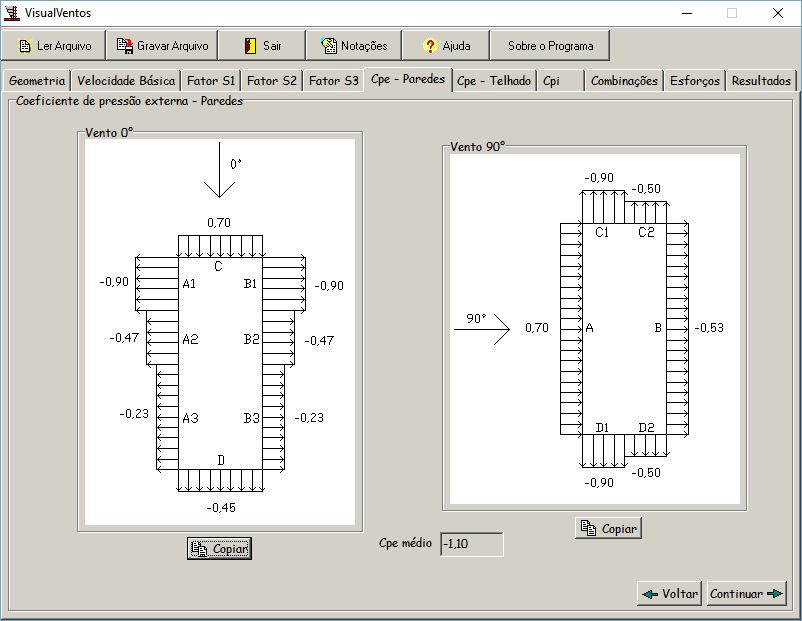 VisualVentos
Ler Arquivo
Gravar Arquivo
Sair
Notações
Ajuda
Sobre o Programa
Geometria
Velocidade Básica
Fator S1
Fator S2
Fator S3
Cpe - Paredes
Cpe - Telhado
Cpi
Combinações
Esforços
Resultados
Coeficiente de pressão externa - Paredes
Vento 0°
0°
0,70
C
-0,90
A1
B1
-0,90
-0,47
A2
B2
-0,47
-0,23
A3
B3
-0,23
D
-0,45
Copiar
Vento 90°
-0,90
-0,50
C1
C2
90°
0,70
A
B
-0,53
D1
D2
-0,90
-0,50
Copiar
Cpe médio
-1,10
Voltar
Continuar